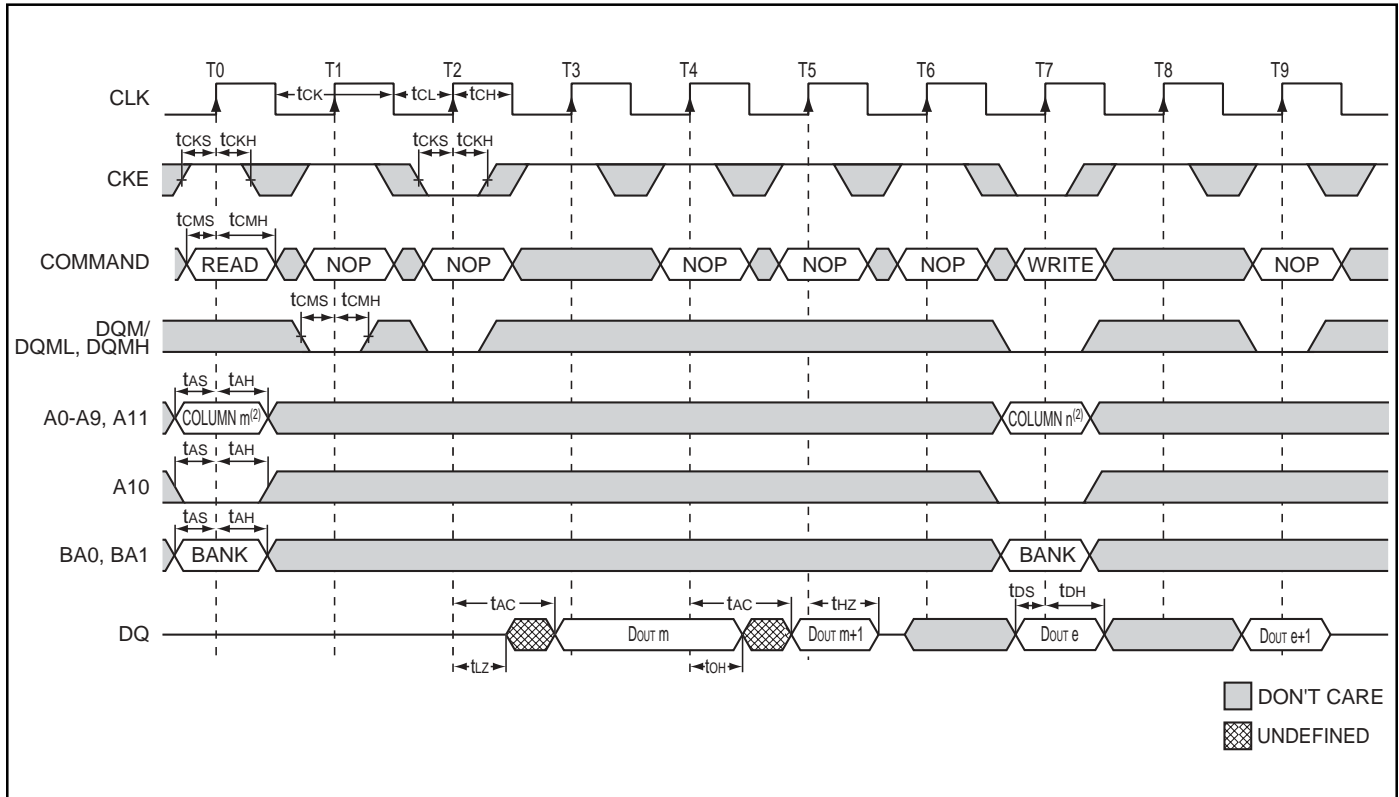 T0 T1 T2 T3 T4 T5 T6 T7 T8 T9
CLK tCK tCL tCH
tCKS tCKH tCKS tCKH
CKE
tCMS tCMH
COMMAND READ NOP NOP NOP NOP NOP WRITE NOP
tCMS tCMH
DQM/
DQML, DQMH
tAS tAH
A0-A9, A11 COLUMN m(2) COLUMN n(2)
tAS tAH
A10
tAS tAH
BA0, BA1 BANK BANK
tAC tAC tHZ tDS tDH
DQ DOUT m DOUT m+1 DOUT e DOUT e+1
tLZ tOH
DON'T CARE
UNDEFINED